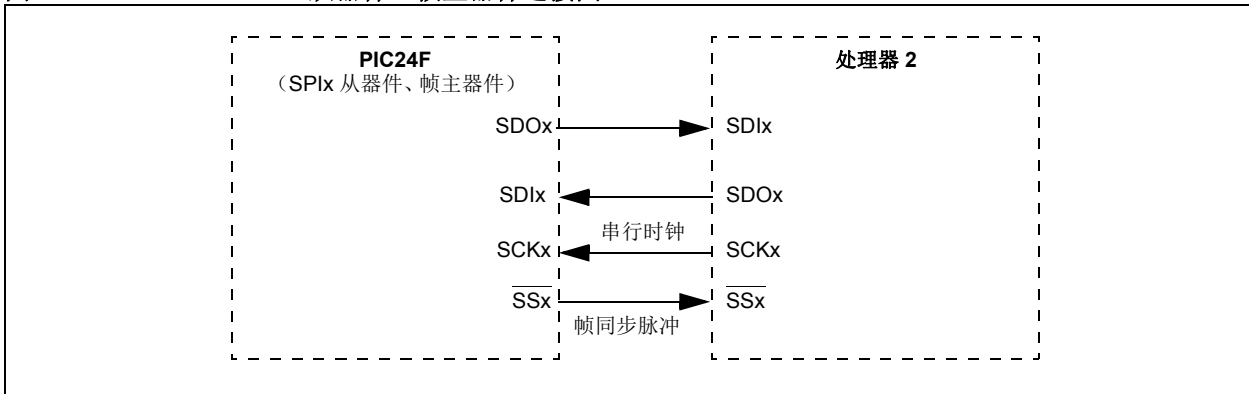 PIC24F
（SPIx 从器件、帧主器件）
处理器 2
SDOx
SDIx
SDIx
SDOx
串行时钟
SCKx
SCKx
SSx
SSx
帧同步脉冲